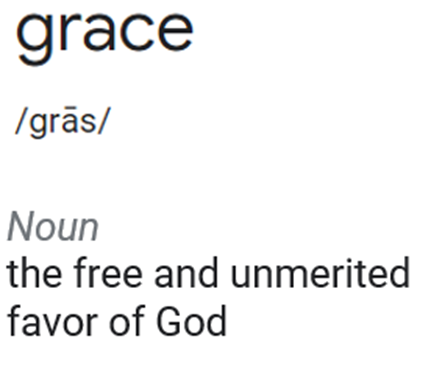 grace
/grās/
Noun
the free and unmerited
favor of God